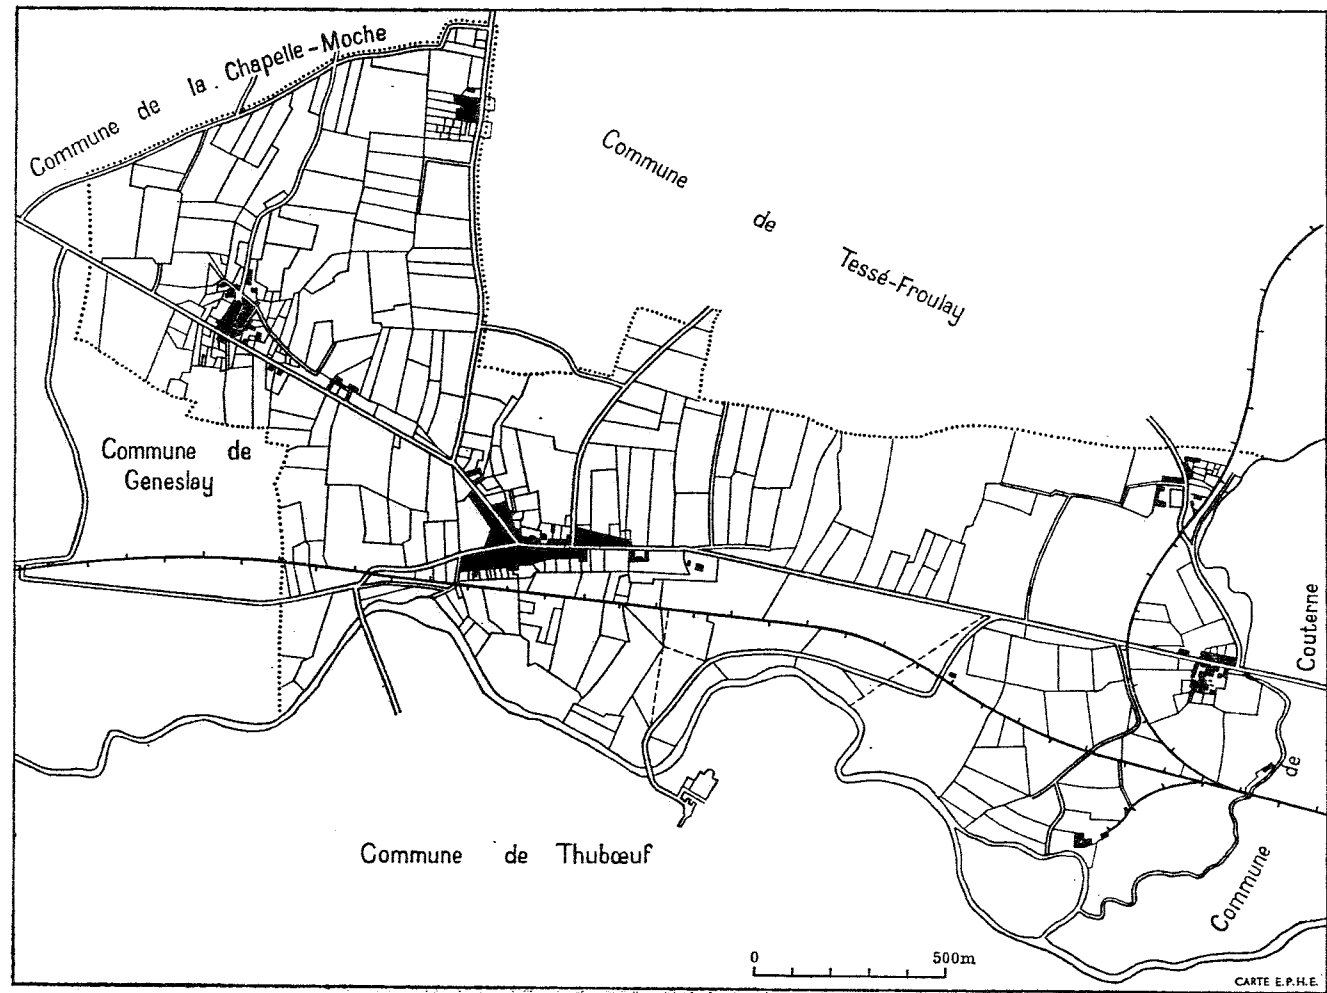 Commune de la Chapelle-Moche
Commune
de
Tessé-Froulay
Commune de
Geneslay
Couterne
de
Commune
Commune de Thubœuf
0 500m
CARTE E.P.H.E.